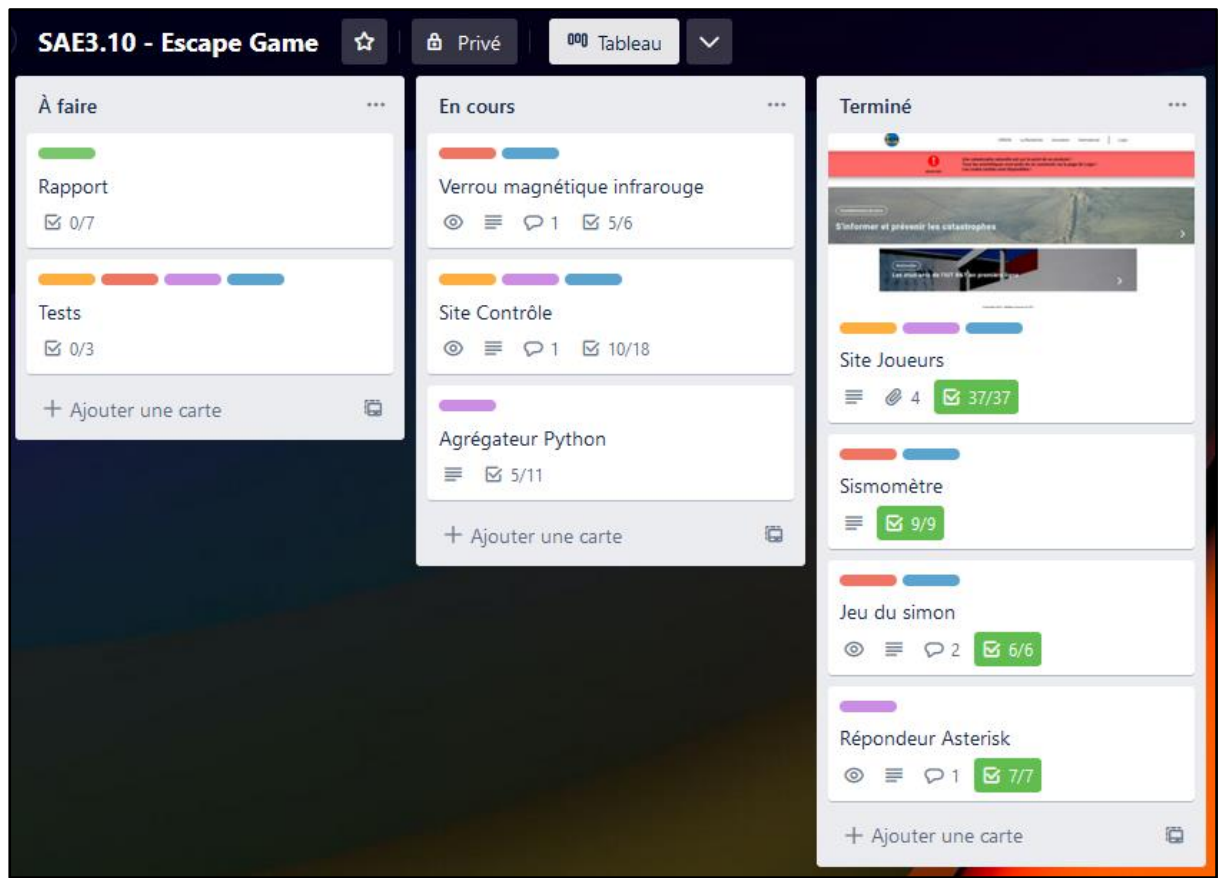 SAE3.10 - Escape Game
Privé
Tableau
À faire
Rapport
0/7
Tests
0/3
Ajouter une carte
En cours
Verrou magnétique infrarouge
1 5/6
Site Contrôle
1 10/18
Agrégateur Python
5/11
Ajouter une carte
Terminé
S'informer et prévenir les catastrophes
Site Joueurs
4 37/37
Sismomètre
9/9
Jeu du simon
2 6/6
Répondeur Asterisk
1 7/7
Ajouter une carte